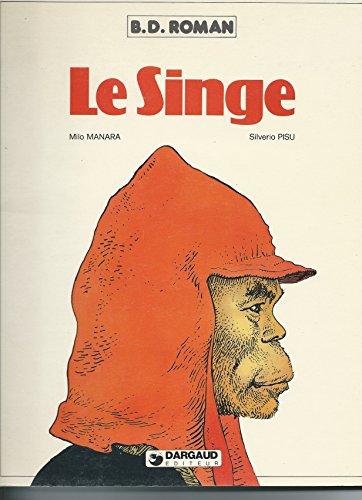 B.D. ROMAN
Le Singe
Milo MANARA Silverio PISU
DARGAUD
EDITEUR